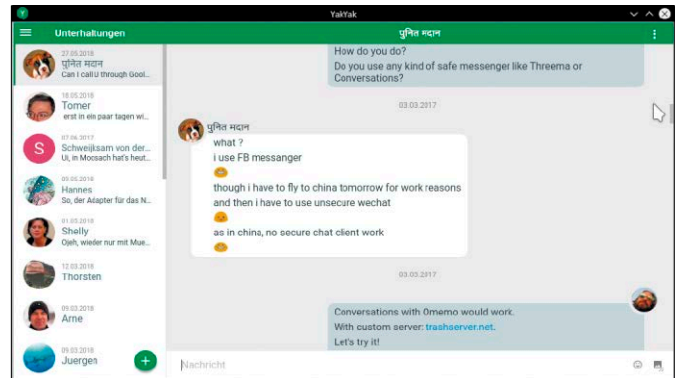 YakYak
Unterhaltungen
पुनित मदान
27.05.2018
पुनित मदान
Can I call U through Gool...
18.05.2018
Tomer
erst in ein paar tagen wi...
07.06.2017
S
Schweijksam von der...
Ui, in Moosach hat's heut...
09.05.2018
Hannes
So, der Adapter für das N...
01.05.2018
Shelly
Ojeh, wieder nur mit Mue...
12.03.2018
Thorsten
09.03.2018
Arne
09.03.2018
Juergen
How do you do?
Do you use any kind of safe messenger like Threema or
Conversations?
03.03.2017
पुनित मदान
what ?
i use FB messanger
though i have to fly to china tomorrow for work reasons
and then i have to use unsecure wechat
as in china, no secure chat client work
03.03.2017
Conversations with Omemo would work.
With custom server: trashserver.net.
Let's try it!
Nachricht